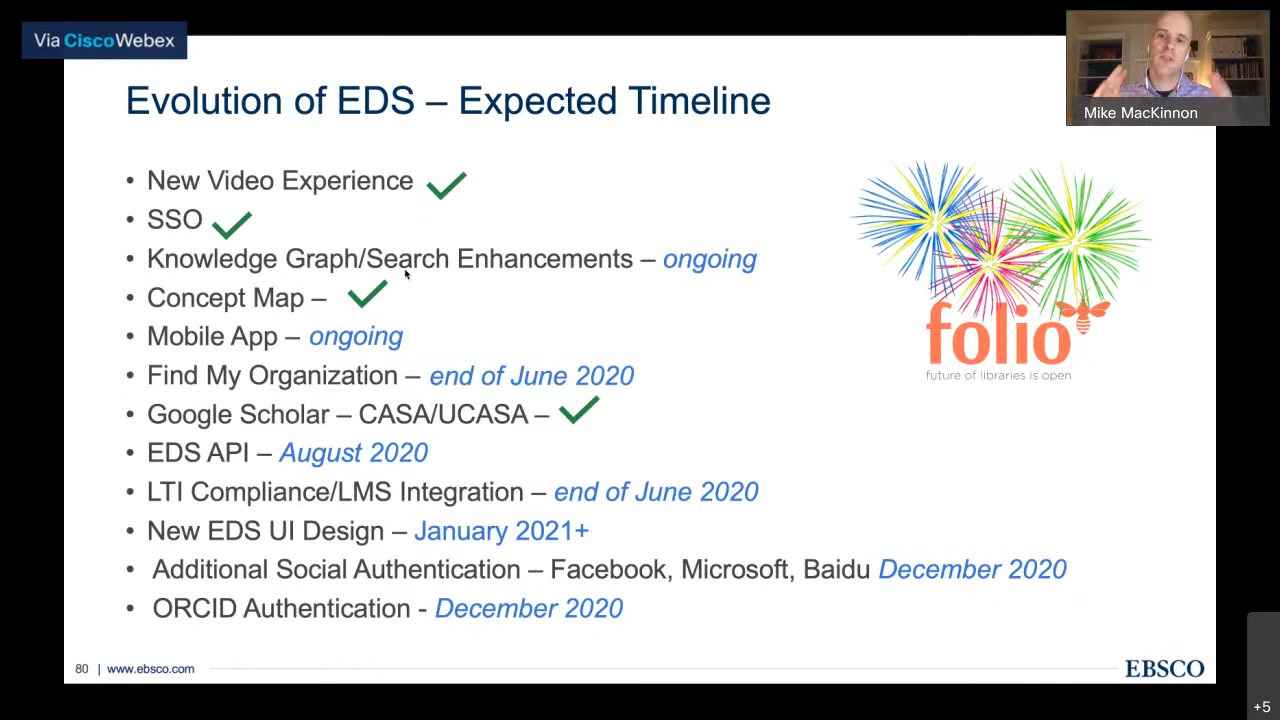 Via CiscoWebex
Mike MacKinnon
Evolution of EDS – Expected Timeline
• New Video Experience
• SSO
• Knowledge Graph/Search Enhancements – ongoing
• Concept Map –
• Mobile App – ongoing
• Find My Organization – end of June 2020
• Google Scholar – CASA/UCASA –
• EDS API – August 2020
• LTI Compliance/LMS Integration – end of June 2020
• New EDS UI Design – January 2021+
• Additional Social Authentication – Facebook, Microsoft, Baidu December 2020
• ORCID Authentication - December 2020
folio
future of libraries is open
80 | www.ebsco.com
EBSCO
+5